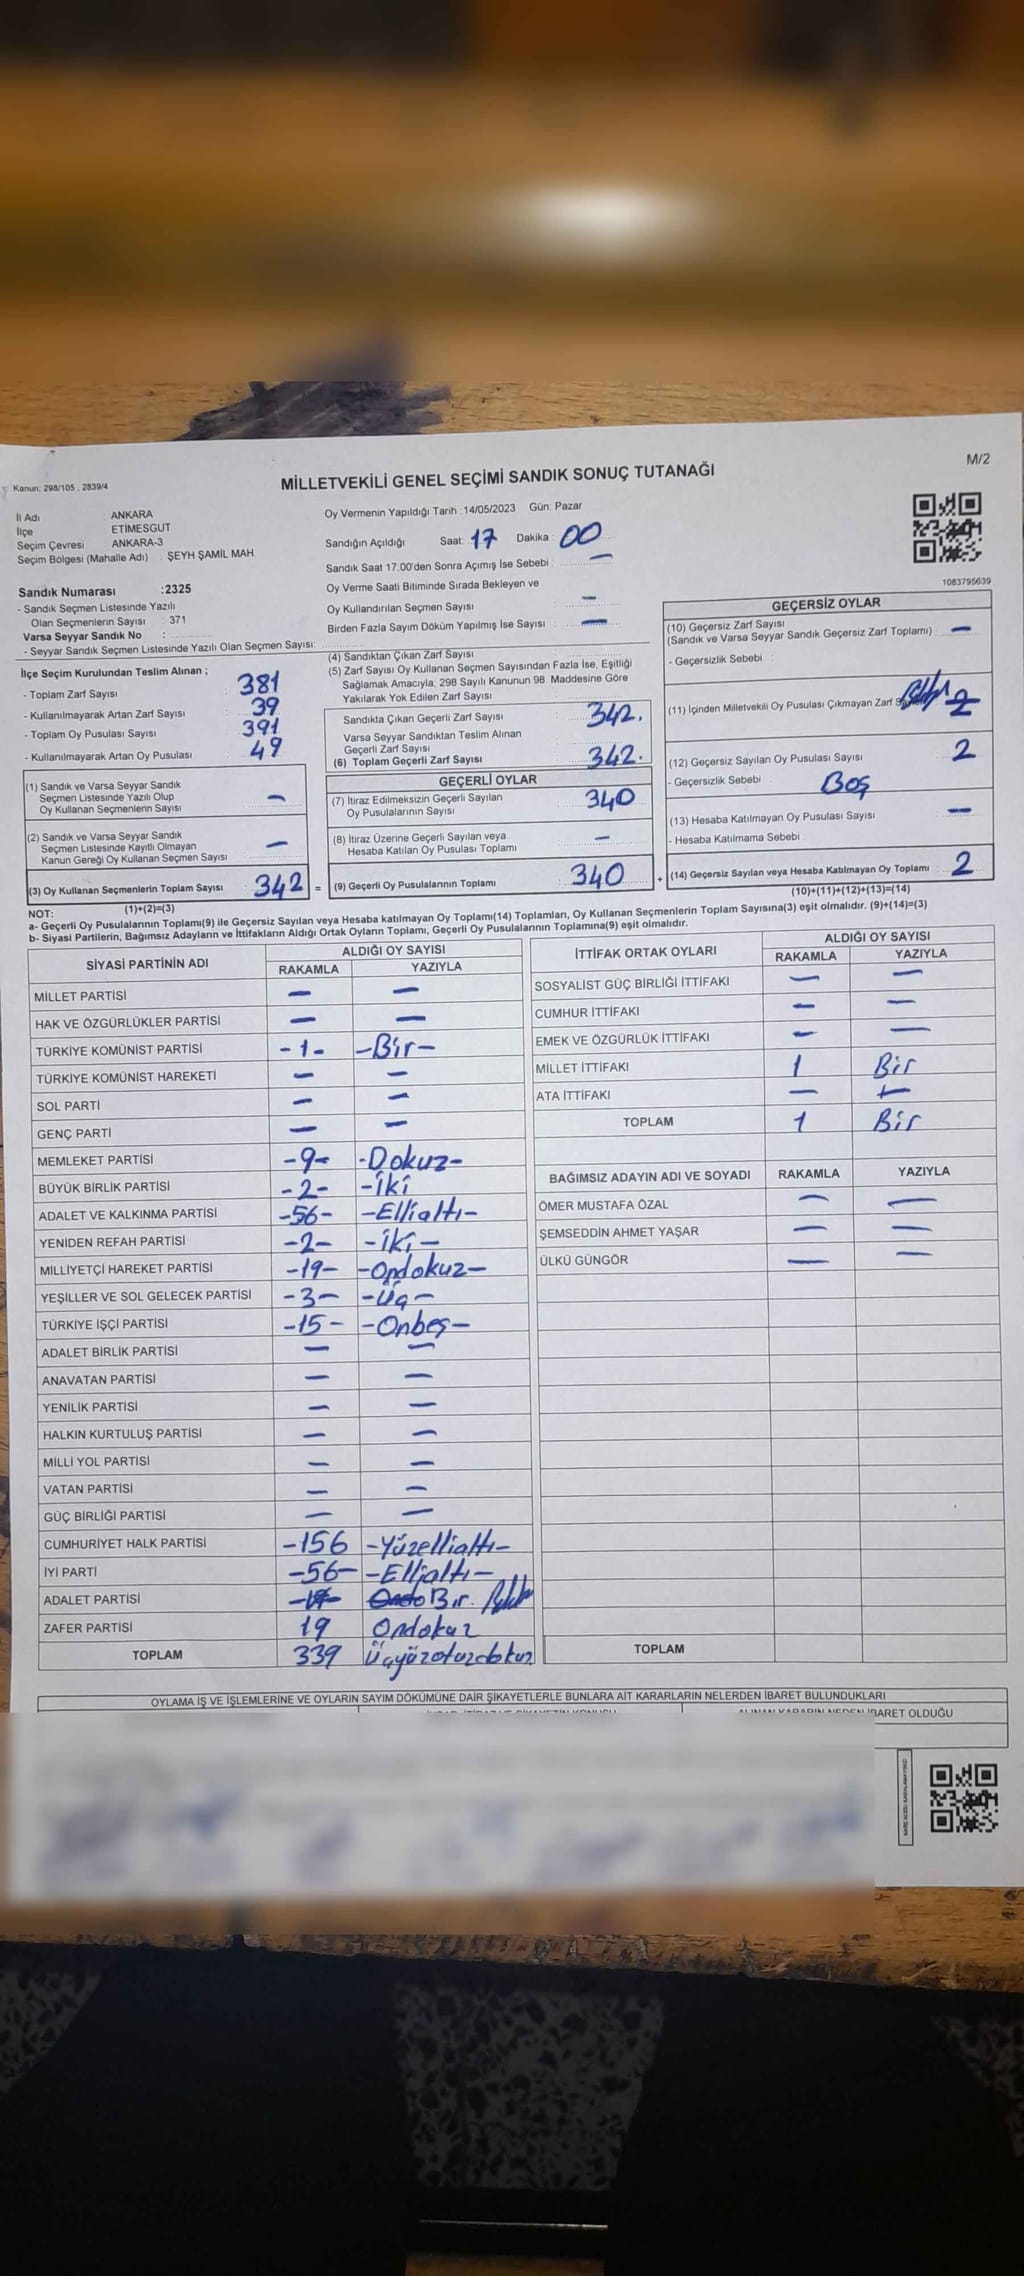 M/2
Kanun: 298/105 , 2839/4
MİLLETVEKİLİ GENEL SEÇİMİ SANDIK SONUÇ TUTANAĞI
İl Adı : ANKARA
İlçe : ETİMESGUT
Seçim Çevresi : ANKARA-3
Seçim Bölgesi (Mahalle Adı) : ŞEYH ŞAMİL MAH.
Oy Vermenin Yapıldığı Tarih :14/05/2023 Gün: Pazar
Sandığın Açıldığı Saat: 17 Dakika : 00
Sandık Saat 17.00'den Sonra Açımış İse Sebebi : —
Oy Verme Saati Bitiminde Sırada Bekleyen ve
Oy Kullandırılan Seçmen Sayısı : —
Birden Fazla Sayım Döküm Yapılmış İse Sayısı : —
1083795639
Sandık Numarası :2325
- Sandık Seçmen Listesinde Yazılı
Olan Seçmenlerin Sayısı : 371
Varsa Seyyar Sandık No :
- Seyyar Sandık Seçmen Listesinde Yazılı Olan Seçmen Sayısı:
İlçe Seçim Kurulundan Teslim Alınan ;
- Toplam Zarf Sayısı : 381
- Kullanılmayarak Artan Zarf Sayısı : 39
- Toplam Oy Pusulası Sayısı : 391
- Kullanılmayarak Artan Oy Pusulası : 49
(1) Sandık ve Varsa Seyyar Sandık
Seçmen Listesinde Yazılı Olup
Oy Kullanan Seçmenlerin Sayısı : —
(2) Sandık ve Varsa Seyyar Sandık
Seçmen Listesinde Kayıtlı Olmayan
Kanun Gereği Oy Kullanan Seçmen Sayısı : —
(3) Oy Kullanan Seçmenlerin Toplam Sayısı : 342 =
(1)+(2)=(3)
(4) Sandıktan Çıkan Zarf Sayısı :
(5) Zarf Sayısı Oy Kullanan Seçmen Sayısından Fazla İse, Eşitliği
Sağlamak Amacıyla; 298 Sayılı Kanunun 98. Maddesine Göre
Yakılarak Yok Edilen Zarf Sayısı :
Sandıkta Çıkan Geçerli Zarf Sayısı : 342.
Varsa Seyyar Sandıktan Teslim Alınan
Geçerli Zarf Sayısı :
(6) Toplam Geçerli Zarf Sayısı : 342.
GEÇERLİ OYLAR
(7) İtiraz Edilmeksizin Geçerli Sayılan
Oy Pusulalarının Sayısı : 340
(8) İtiraz Üzerine Geçerli Sayılan veya
Hesaba Katılan Oy Pusulası Toplamı : —
(9) Geçerli Oy Pusulalarının Toplamı : 340 +
GEÇERSİZ OYLAR
(10) Geçersiz Zarf Sayısı
(Sandık ve Varsa Seyyar Sandık Geçersiz Zarf Toplamı) : —
- Geçersizlik Sebebi :
(11) İçinden Milletvekili Oy Pusulası Çıkmayan Zarf
(12) Geçersiz Sayılan Oy Pusulası Sayısı : 2
- Geçersizlik Sebebi : Boş
(13) Hesaba Katılmayan Oy Pusulası Sayısı : —
- Hesaba Katılmama Sebebi :
(14) Geçersiz Sayılan veya Hesaba Katılmayan Oy Toplamı : 2
(10)+(11)+(12)+(13)=(14)
NOT:
a- Geçerli Oy Pusulalarının Toplamı(9) ile Geçersiz Sayılan veya Hesaba katılmayan Oy Toplamı(14) Toplamları, Oy Kullanan Seçmenlerin Toplam Sayısına(3) eşit olmalıdır. (9)+(14)=(3)
b- Siyasi Partilerin, Bağımsız Adayların ve İttifakların Aldığı Ortak Oyların Toplamı, Geçerli Oy Pusulalarının Toplamına(9) eşit olmalıdır.
SİYASİ PARTİNİN ADI ALDIĞI OY SAYISI
RAKAMLA YAZIYLA
MİLLET PARTİSİ — —
HAK VE ÖZGÜRLÜKLER PARTİSİ — —
TÜRKİYE KOMÜNİST PARTİSİ -1- -Bir-
TÜRKİYE KOMÜNİST HAREKETİ — —
SOL PARTİ — —
GENÇ PARTİ — —
MEMLEKET PARTİSİ -9- -Dokuz-
BÜYÜK BİRLİK PARTİSİ -2- -İki
ADALET VE KALKINMA PARTİSİ -56- -Ellialtı-
YENİDEN REFAH PARTİSİ -2- -İki-
MİLLİYETÇİ HAREKET PARTİSİ -19- -Ondokuz-
YEŞİLLER VE SOL GELECEK PARTİSİ -3- -Üç-
TÜRKİYE İŞÇİ PARTİSİ -15- -Onbeş-
ADALET BİRLİK PARTİSİ — —
ANAVATAN PARTİSİ — —
YENİLİK PARTİSİ — —
HALKIN KURTULUŞ PARTİSİ — —
MİLLİ YOL PARTİSİ — —
VATAN PARTİSİ — —
GÜÇ BİRLİĞİ PARTİSİ — —
CUMHURİYET HALK PARTİSİ -156 -Yüzellialtı-
İYİ PARTİ -56- -Ellialtı-
ADALET PARTİSİ Bir.
ZAFER PARTİSİ 19 Ondokuz
TOPLAM 339 Üçyüzotuzdokuz
İTTİFAK ORTAK OYLARI ALDIĞI OY SAYISI
RAKAMLA YAZIYLA
SOSYALİST GÜÇ BİRLİĞİ İTTİFAKI — —
CUMHUR İTTİFAKI — —
EMEK VE ÖZGÜRLÜK İTTİFAKI — —
MİLLET İTTİFAKI 1 Bir
ATA İTTİFAKI — —
TOPLAM 1 Bir
BAĞIMSIZ ADAYIN ADI VE SOYADI RAKAMLA YAZIYLA
ÖMER MUSTAFA ÖZAL — —
ŞEMSEDDİN AHMET YAŞAR — —
ÜLKÜ GÜNGÖR — —
TOPLAM
OYLAMA İŞ VE İŞLEMLERİNE VE OYLARIN SAYIM DÖKÜMÜNE DAİR ŞİKAYETLERLE BUNLARA AİT KARARLARIN NELERDEN İBARET BULUNDUKLARI
ALINAN KARARIN NEDEN İBARET OLDUĞU